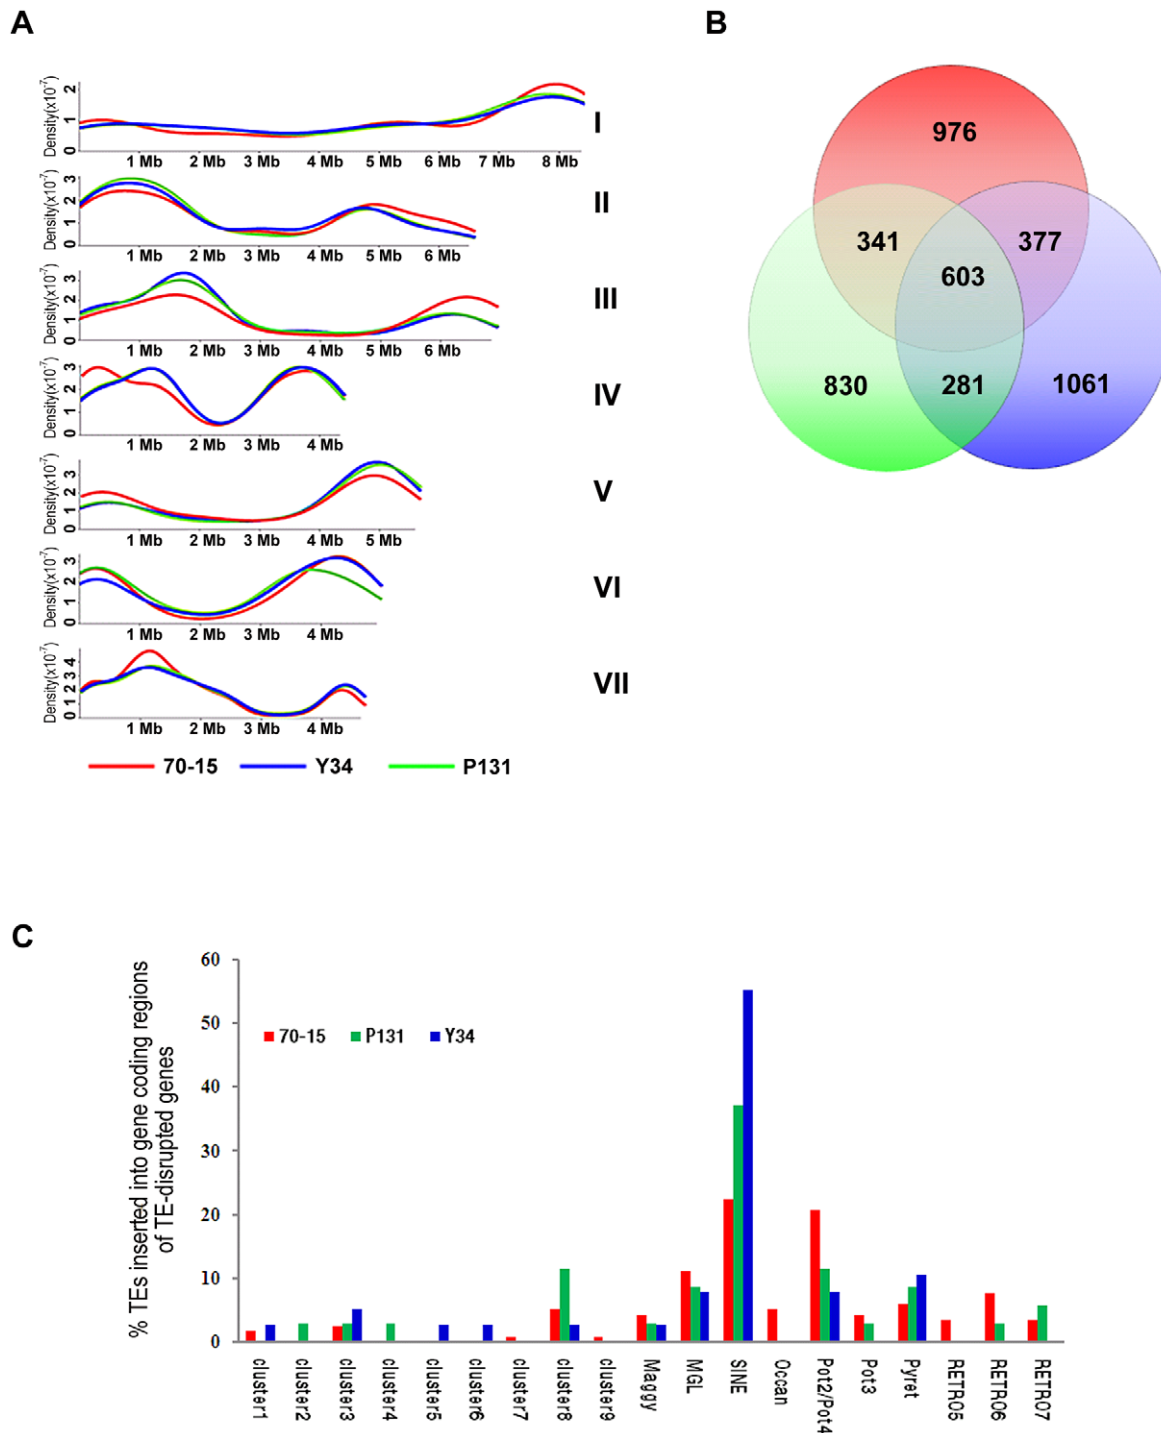 A
B
Density(x10-7)
0 1 2
1 Mb 2 Mb 3 Mb 4 Mb 5 Mb 6 Mb 7 Mb 8 Mb
I
Density(x10-7)
0 1 2 3
1 Mb 2 Mb 3 Mb 4 Mb 5 Mb 6 Mb
II
Density(x10-7)
0 1 2 3
1 Mb 2 Mb 3 Mb 4 Mb 5 Mb 6 Mb
III
Density(x10-7)
0 1 2 3
1 Mb 2 Mb 3 Mb 4 Mb
IV
Density(x10-7)
0 1 2 3
1 Mb 2 Mb 3 Mb 4 Mb 5 Mb
V
Density(x10-7)
0 1 2 3
1 Mb 2 Mb 3 Mb 4 Mb
VI
Density(x10-7)
0 1 2 3 4
1 Mb 2 Mb 3 Mb 4 Mb
VII
70-15 Y34 P131
976
341 377
603
830 281 1061
C
% TEs inserted into gene coding regions
of TE-disrupted genes
60
50
40
30
20
10
0
70-15 P131 Y34
cluster1
cluster2
cluster3
cluster4
cluster5
cluster6
cluster7
cluster8
cluster9
Maggy
MGL
SINE
Occan
Pot2/Pot4
Pot3
Pyret
RETRO5
RETRO6
RETRO7